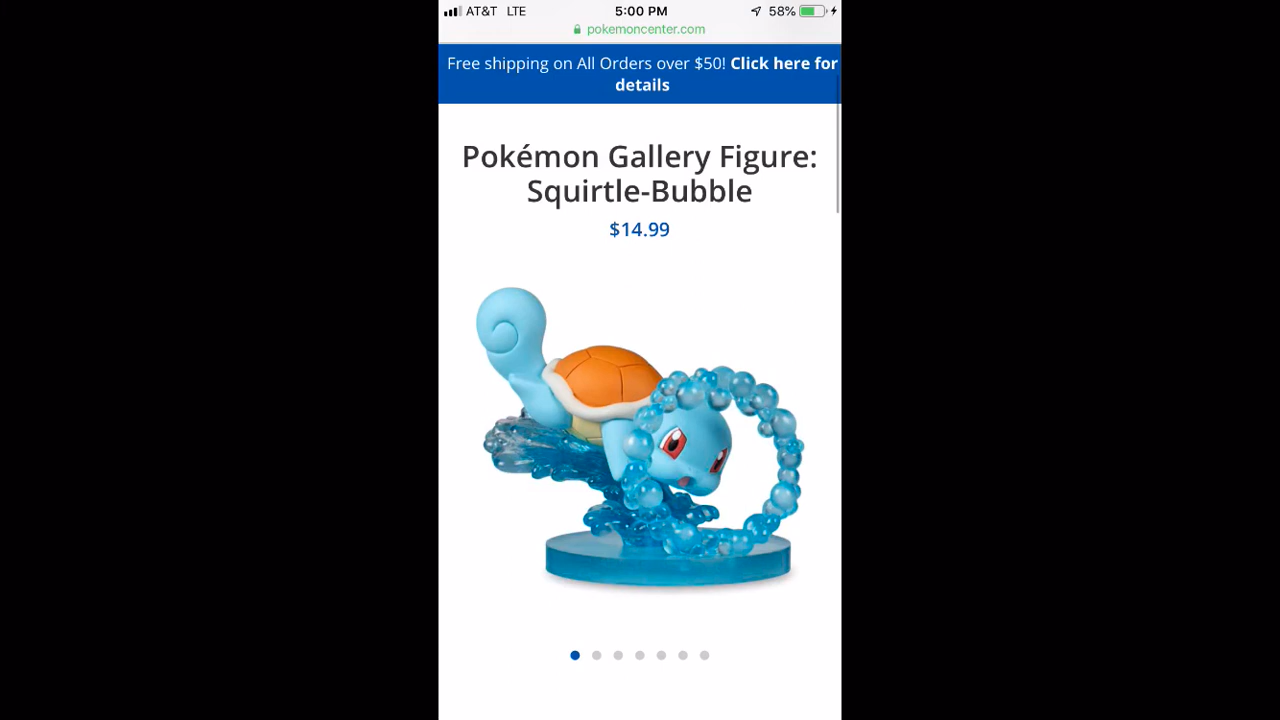 AT&T LTE 5:00 PM 58%
pokemoncenter.com
Free shipping on All Orders over $50! Click here for
details
Pokémon Gallery Figure:
Squirtle-Bubble
$14.99